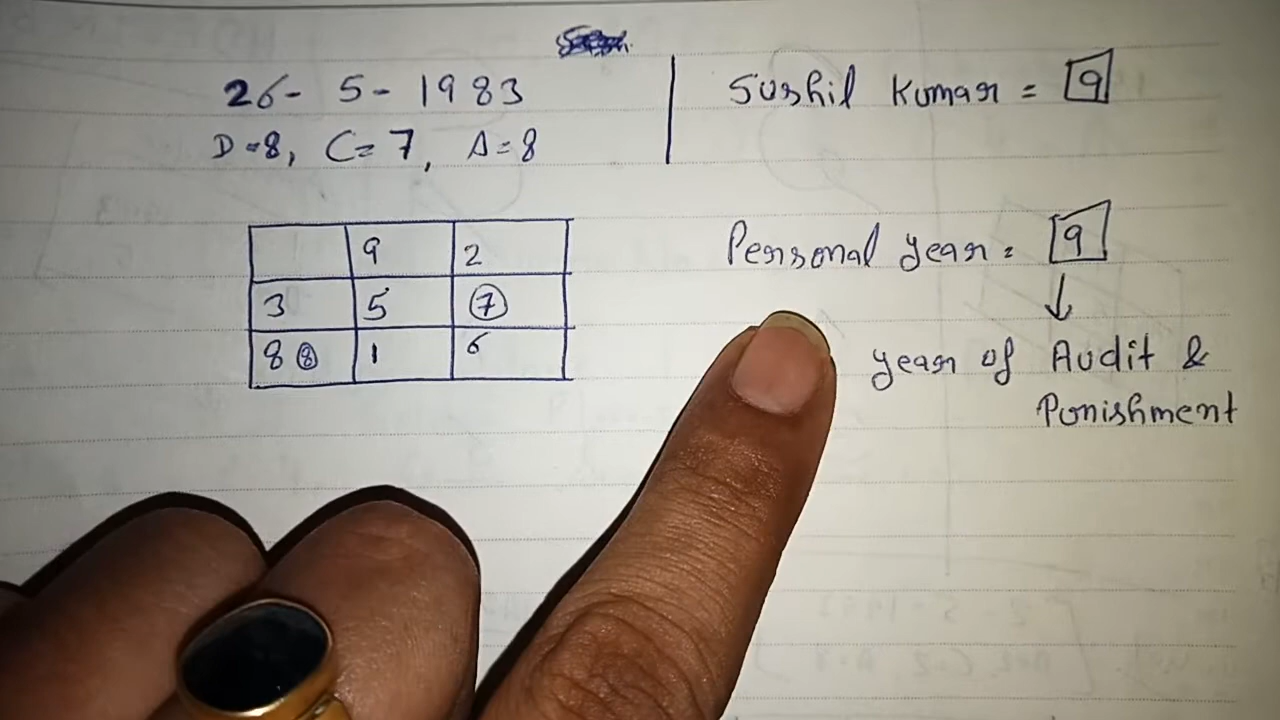 26- 5- 1983
D=8, C=7, A=8
Sushil Kumar = 9
9 2
3 5 7
8 8 1 6
Personal year = 9
↓
year of Audit &
Punishment